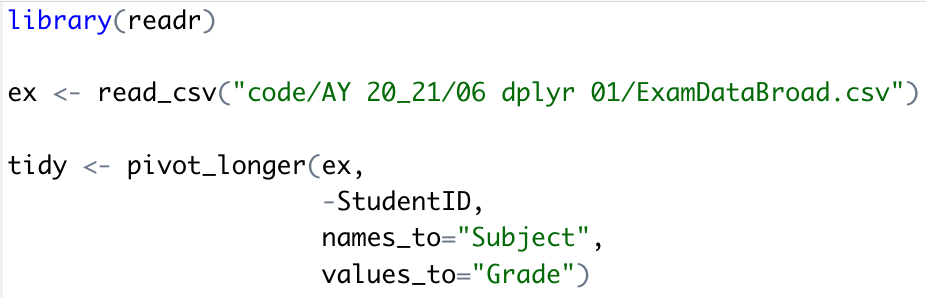 library(readr)
ex <- read_csv("code/AY 20_21/06 dplyr 01/ExamDataBroad.csv")
tidy <- pivot_longer(ex,
-StudentID,
names_to="Subject",
values_to="Grade")